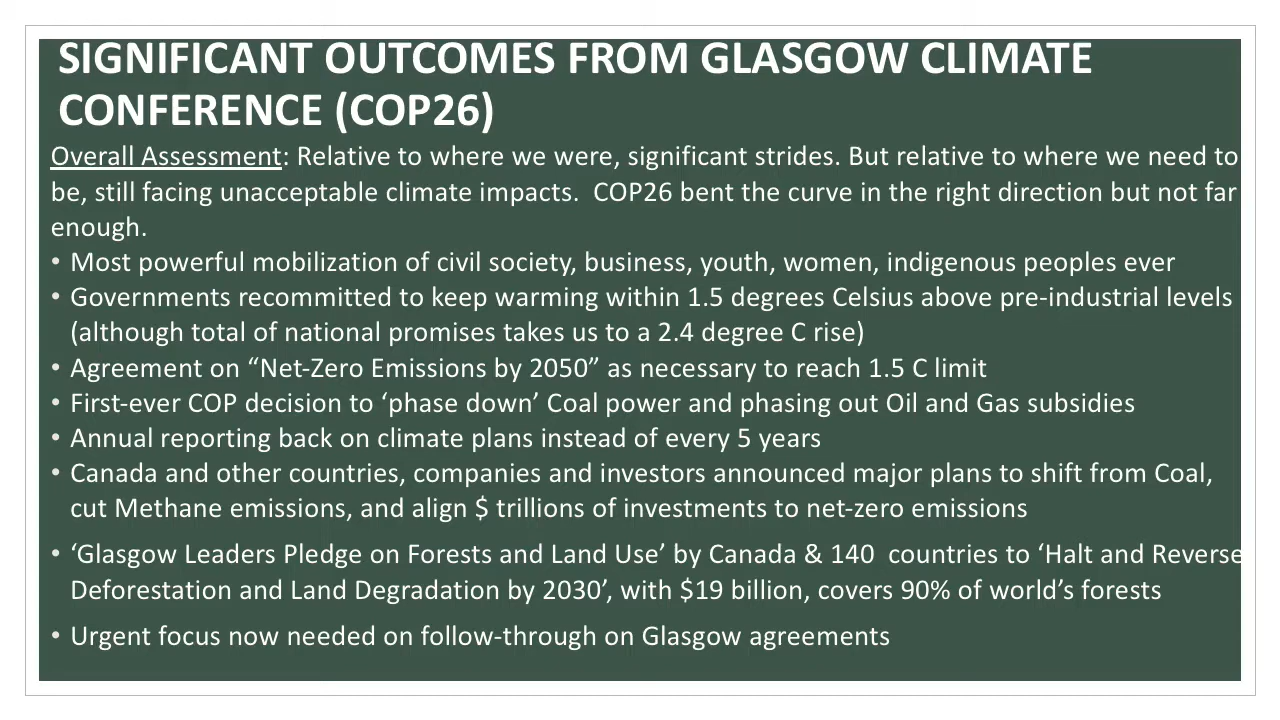 SIGNIFICANT OUTCOMES FROM GLASGOW CLIMATE
CONFERENCE (COP26)
Overall Assessment: Relative to where we were, significant strides. But relative to where we need to
be, still facing unacceptable climate impacts.  COP26 bent the curve in the right direction but not far
enough.
• Most powerful mobilization of civil society, business, youth, women, indigenous peoples ever
• Governments recommitted to keep warming within 1.5 degrees Celsius above pre-industrial levels
(although total of national promises takes us to a 2.4 degree C rise)
• Agreement on “Net-Zero Emissions by 2050” as necessary to reach 1.5 C limit
• First-ever COP decision to ‘phase down’ Coal power and phasing out Oil and Gas subsidies
• Annual reporting back on climate plans instead of every 5 years
• Canada and other countries, companies and investors announced major plans to shift from Coal,
cut Methane emissions, and align $ trillions of investments to net-zero emissions
• ‘Glasgow Leaders Pledge on Forests and Land Use’ by Canada & 140  countries to ‘Halt and Reverse
Deforestation and Land Degradation by 2030’, with $19 billion, covers 90% of world’s forests
• Urgent focus now needed on follow-through on Glasgow agreements